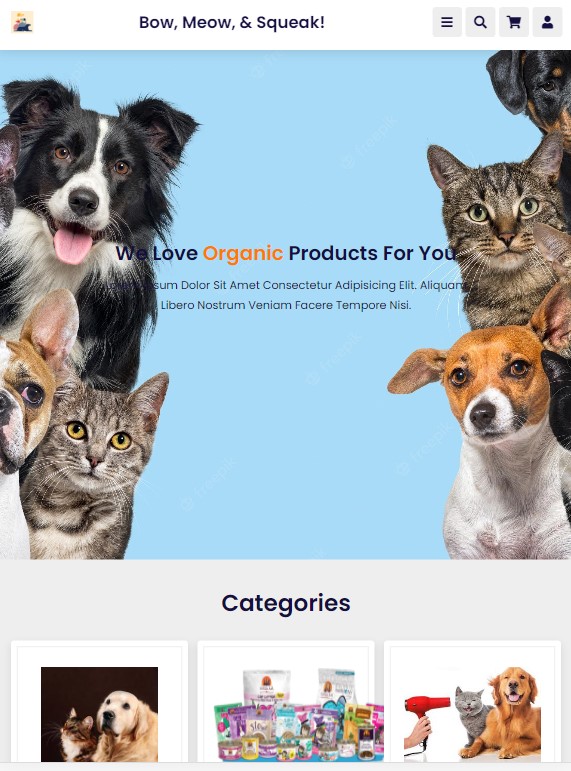 Bow, Meow, & Squeak!
We Love Organic Products For You
Sum Dolor Sit Amet Consectetur Adipisicing Elit. Aliquam
Libero Nostrum Veniam Facere Tempore Nisi.
Categories